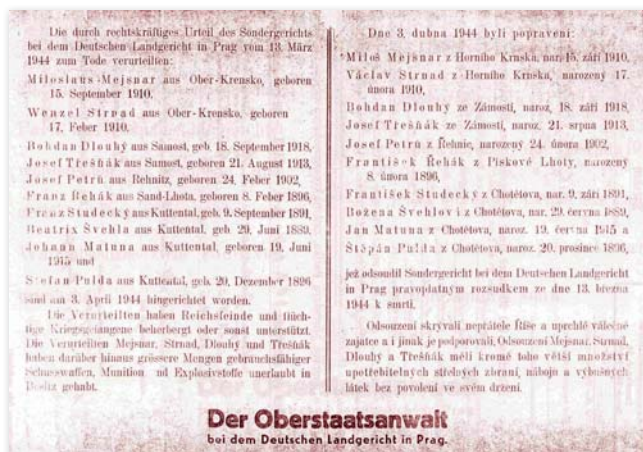 Die durch rechtskräftiges Urteil des Sondergerichts
bei dem Deutschen Landgericht in Prag vom 13. März
1944 zum Tode verurteilten:
Miloslaus Mejsnar aus Ober-Krensko, geboren
15. September 1910,
Wenzel Strnad aus Ober-Krensko, geboren
17. Feber 1910,
Bohdan Dlouhý aus Samost, geb. 18. September 1918,
Josef Třešňák aus Samost, geboren 21. August 1913,
Josef Petrů aus Rehnitz, geboren 24. Feber 1902,
Franz Řehák aus Sand-Lhota, geboren 8. Feber 1896,
Franz Studecký aus Kuttental, geb. 9. September 1891,
Beatrix Švehla aus Kuttental, geb. 29. Juni 1889,
Johann Matuna aus Kuttental, geboren 19. Juni
1915 und
Stefan Pulda aus Kuttental, geb. 20. Dezember 1896
sind am 3. April 1944 hingerichtet worden.
Die Verurteilten haben Reichsfeinde und flüch-
tige Kriegsgefangene beherbergt oder sonst unterstützt.
Die Verurteilten Mejsnar, Strnad, Dlouhý und Třešňák
haben darüber hinaus grössere Mengen gebrauchsfähiger
Schusswaffen, Munition nd Explosivstoffe unerlaubt in
Besitz gehabt.
Dne 3. dubna 1944 byli popraveni:
Miloš Mejsnar z Horního Krnska, nar. 15. září 1910,
Václav Strnad z Horního Krnska, narozený 17.
února 1910,
Bohdan Dlouhý ze Zámostí, naroz. 18. září 1918,
Josef Třešňák ze Zámostí, naroz. 21. srpna 1913,
Josef Petrů z Řehnic, narozený 24. února 1902,
František Řehák z Pískové Lhoty, narozený
8. února 1896,
František Studecký z Chotětova, nar. 9. září 1891,
Božena Švehlová z Chotětova, nar. 29. června 1889,
Jan Matuna z Chotětova, naroz. 19. června 1915 a
Štěpán Pulda z Chotětova, naroz. 20. prosince 1896,
jež odsoudil Sondergericht bei dem Deutschen Landgericht
in Prag pravoplatným rozsudkem ze dne 13. března
1944 k smrti.
Odsouzení skrývali nepřátele Říše a uprchlé válečné
zajatce a i jinak je podporovali. Odsouzení Mejsnar, Strnad,
Dlouhý a Třešňák měli kromě toho větší množství
upotřebitelných střelných zbraní, nábojů a výbušných
látek bez povolení ve svém držení.
Der Oberstaatsanwalt
bei dem Deutschen Landgericht in Prag.